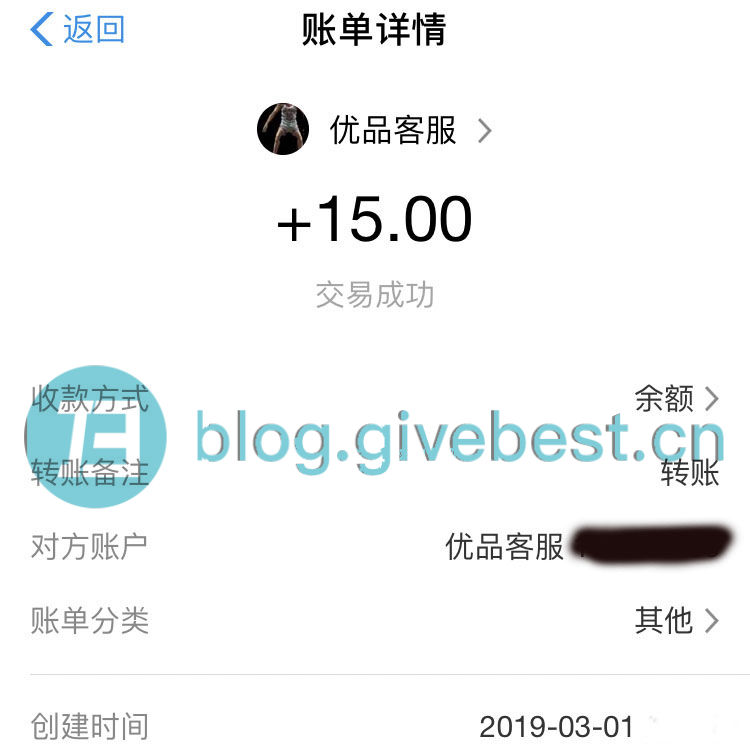 返回 账单详情
优品客服
+15.00
交易成功
收款方式 余额
blog.givebest.cn
转账备注 转账
对方账户 优品客服
账单分类 其他
创建时间 2019-03-01